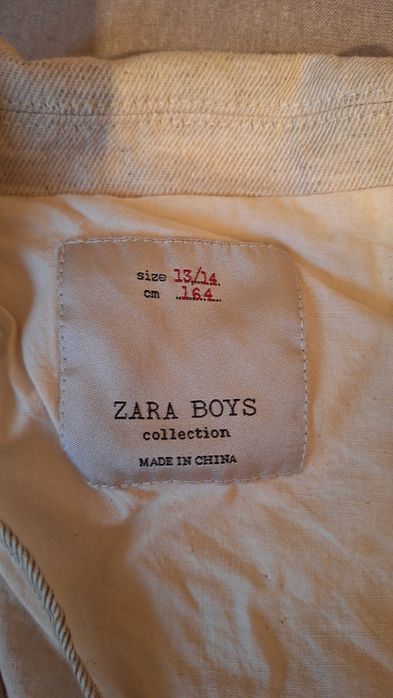 size 13/14
cm 164
ZARA BOYS
collection
MADE IN CHINA